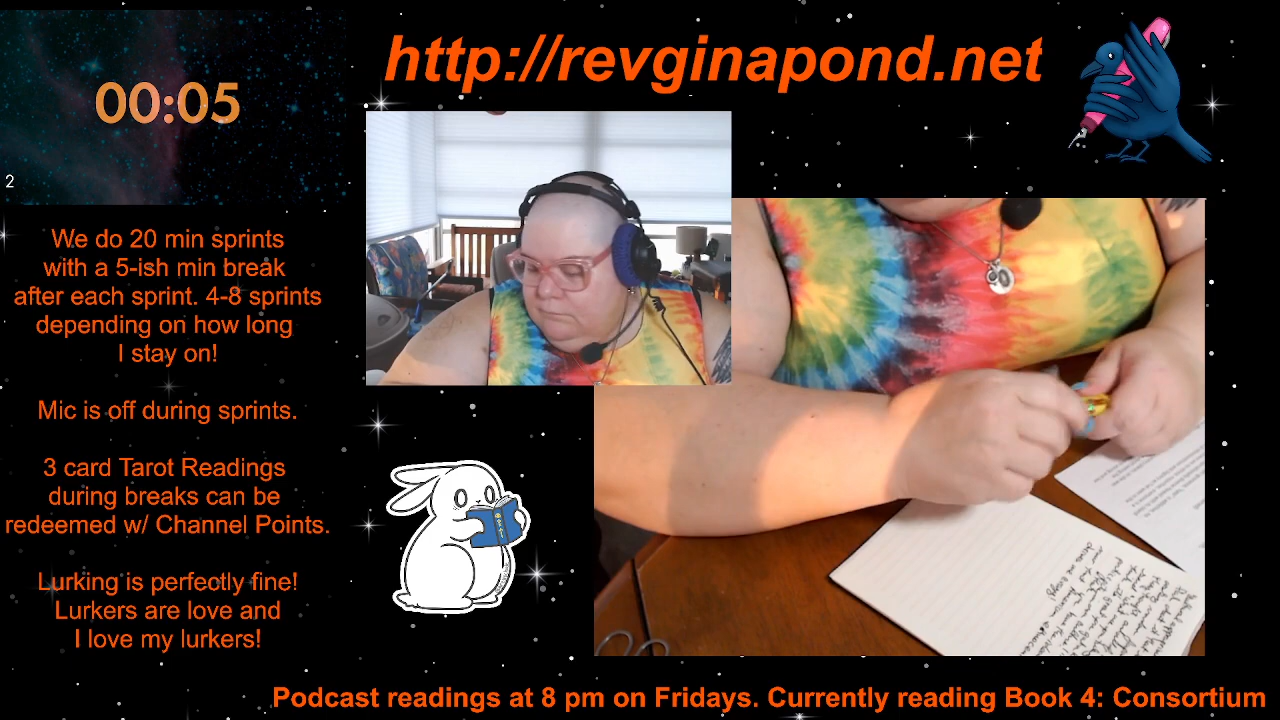 http://revginapond.net
00:05
2
We do 20 min sprints
with a 5-ish min break
after each sprint. 4-8 sprints
depending on how long
I stay on!
Mic is off during sprints.
3 card Tarot Readings
during breaks can be
redeemed w/ Channel Points.
Lurking is perfectly fine!
Lurkers are love and
I love my lurkers!
Podcast readings at 8 pm on Fridays. Currently reading Book 4: Consortium